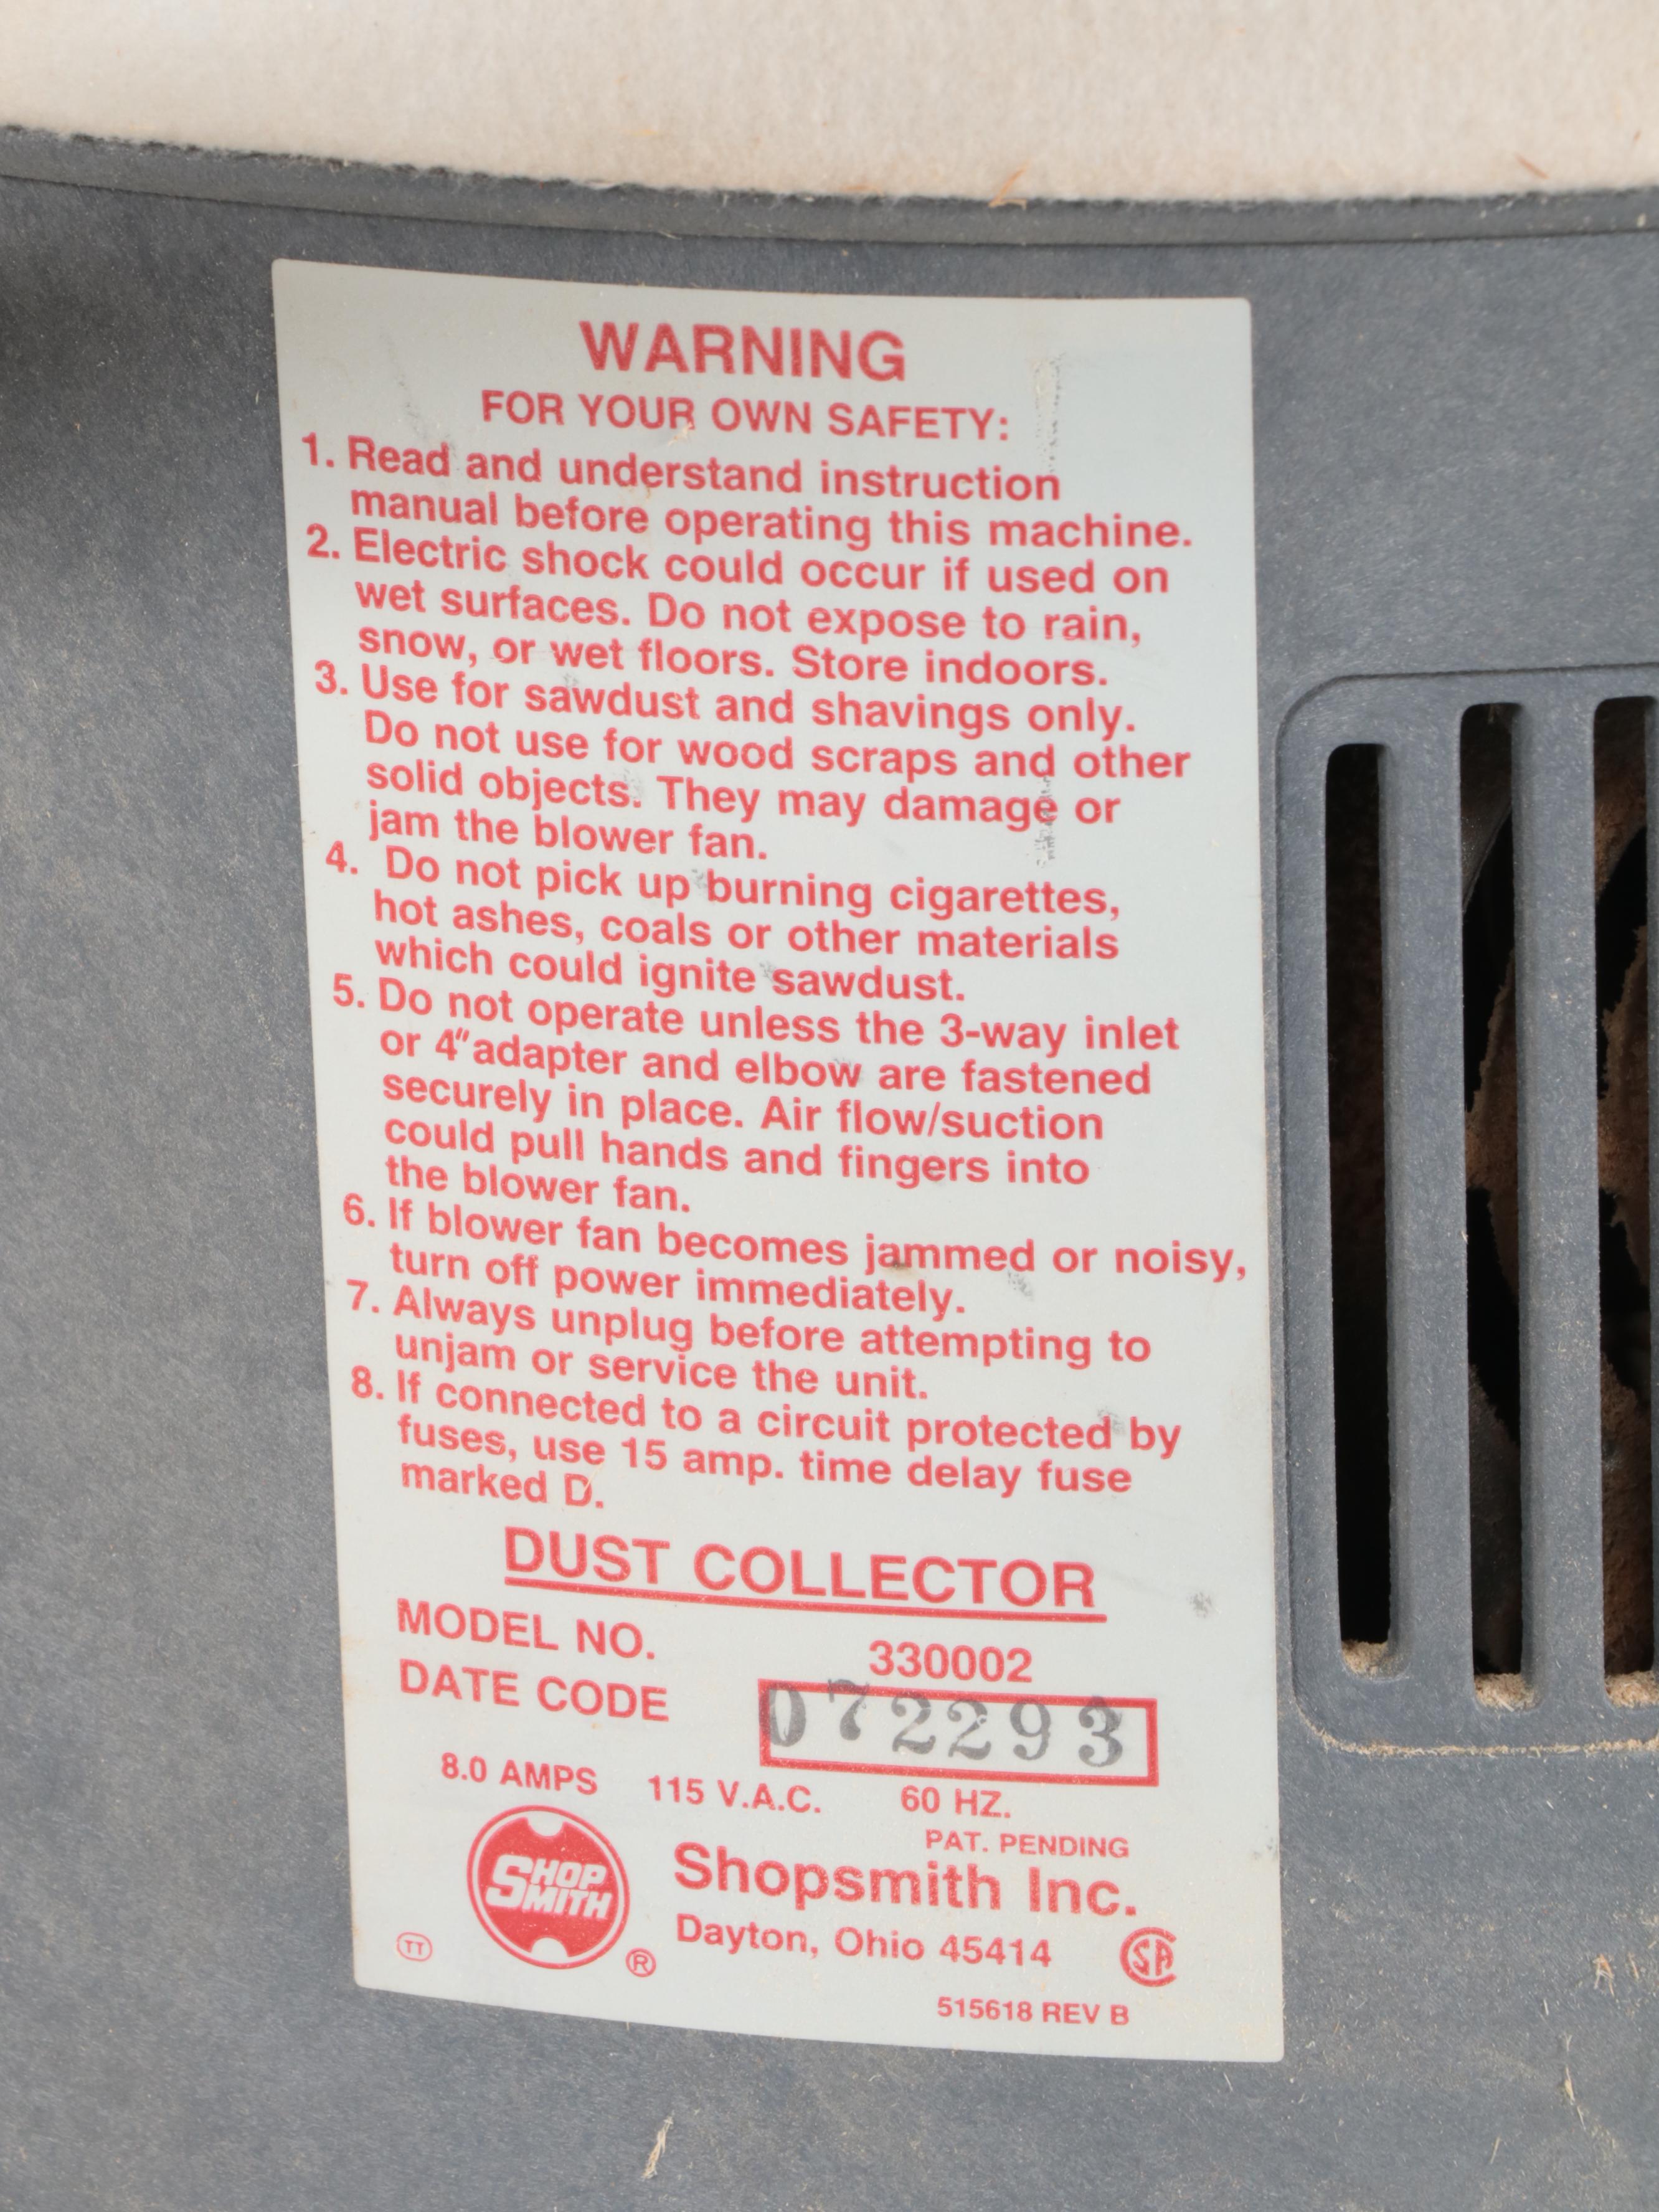 WARNING
FOR YOUR OWN SAFETY:
1. Read and understand instruction
manual before operating this machine.
2. Electric shock could occur if used on
wet surfaces. Do not expose to rain,
snow, or wet floors. Store indoors.
3. Use for sawdust and shavings only.
Do not use for wood scraps and other
solid objects. They may damage or
jam the blower fan.
4. Do not pick up burning cigarettes,
hot ashes, coals or other materials
which could ignite sawdust.
5. Do not operate unless the 3-way inlet
or 4" adapter and elbow are fastened
securely in place. Air flow/suction
could pull hands and fingers into
the blower fan.
6. If blower fan becomes jammed or noisy,
turn off power immediately.
7. Always unplug before attempting to
unjam or service the unit.
8. If connected to a circuit protected by
fuses, use 15 amp. time delay fuse
marked D.
DUST COLLECTOR
MODEL NO. 330002
DATE CODE 072293
8.0 AMPS 115 V.A.C. 60 HZ.
PAT. PENDING
SHOP
SMITH
®
Shopsmith Inc.
Dayton, Ohio 45414
TT
SA
515618 REV B